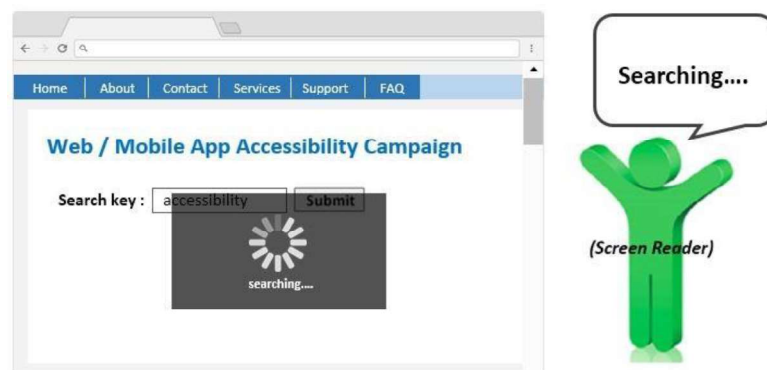 Home About Contact Services Support FAQ
Web / Mobile App Accessibility Campaign
Search key : accessibility Submit
searching....
Searching....
(Screen Reader)